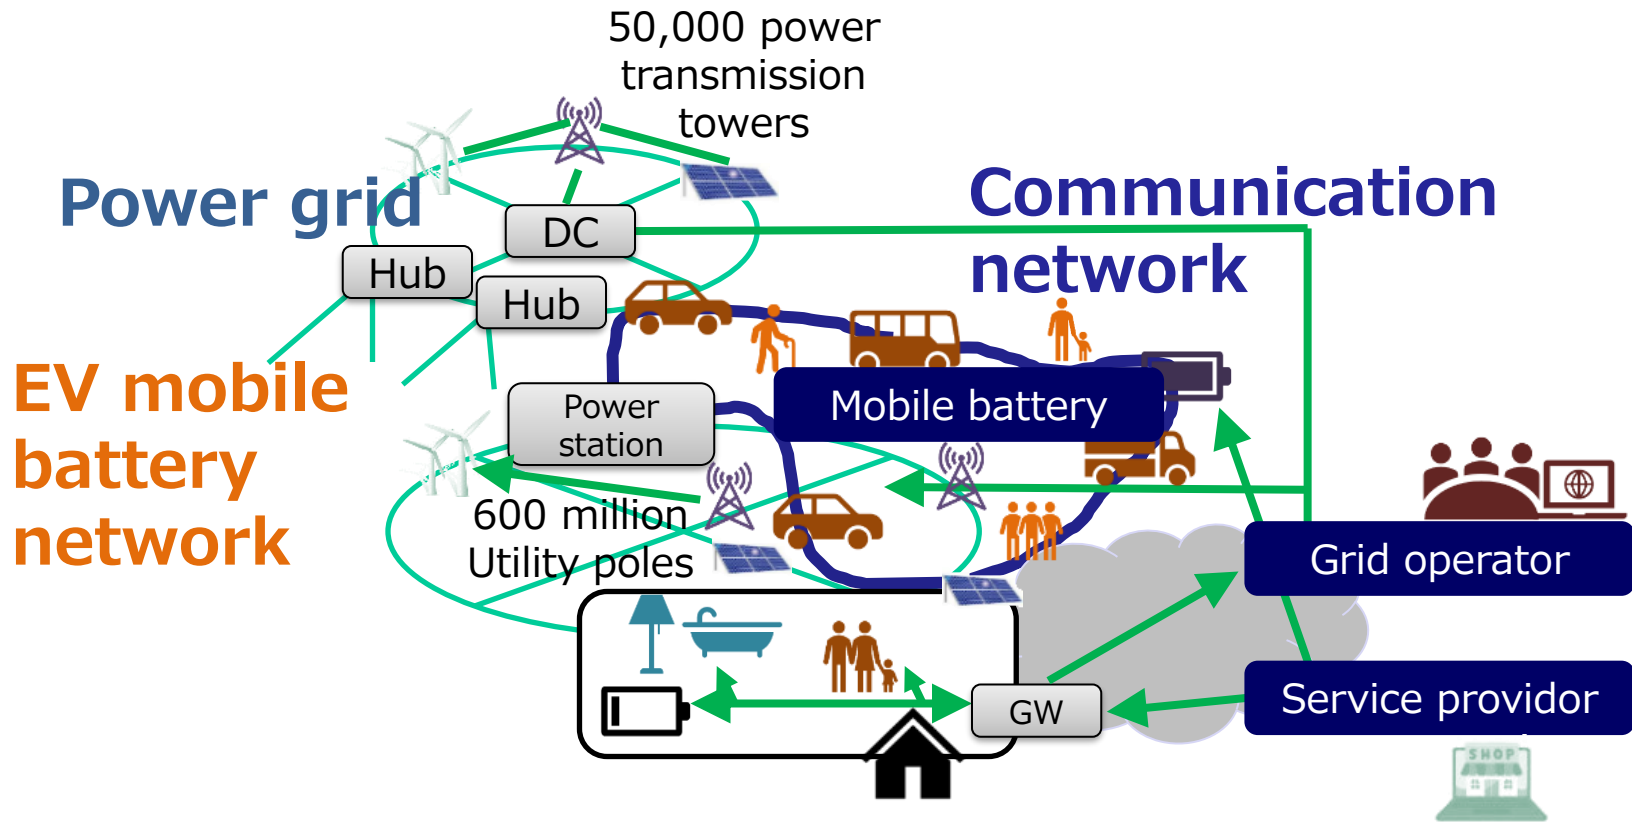 50,000 power
transmission
towers
Power grid
Communication
network
DC
Hub
Hub
EV mobile
battery
network
Power
station
Mobile battery
600 million
Utility poles
Grid operator
GW
Service providor
SHOP